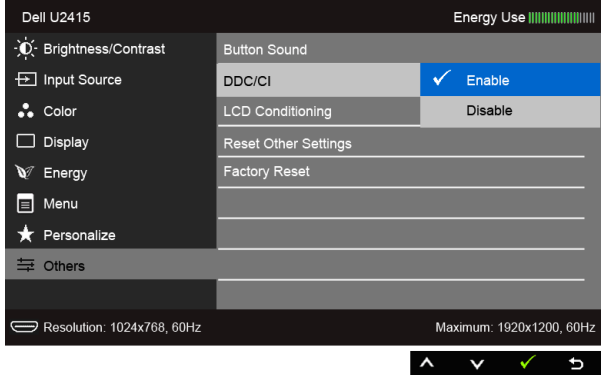 Dell U2415 Energy Use
Brightness/Contrast Button Sound
Input Source DDC/CI Enable
Color LCD Conditioning Disable
Display Reset Other Settings
Energy Factory Reset
Menu
Personalize
Others
Resolution: 1024x768, 60Hz Maximum: 1920x1200, 60Hz